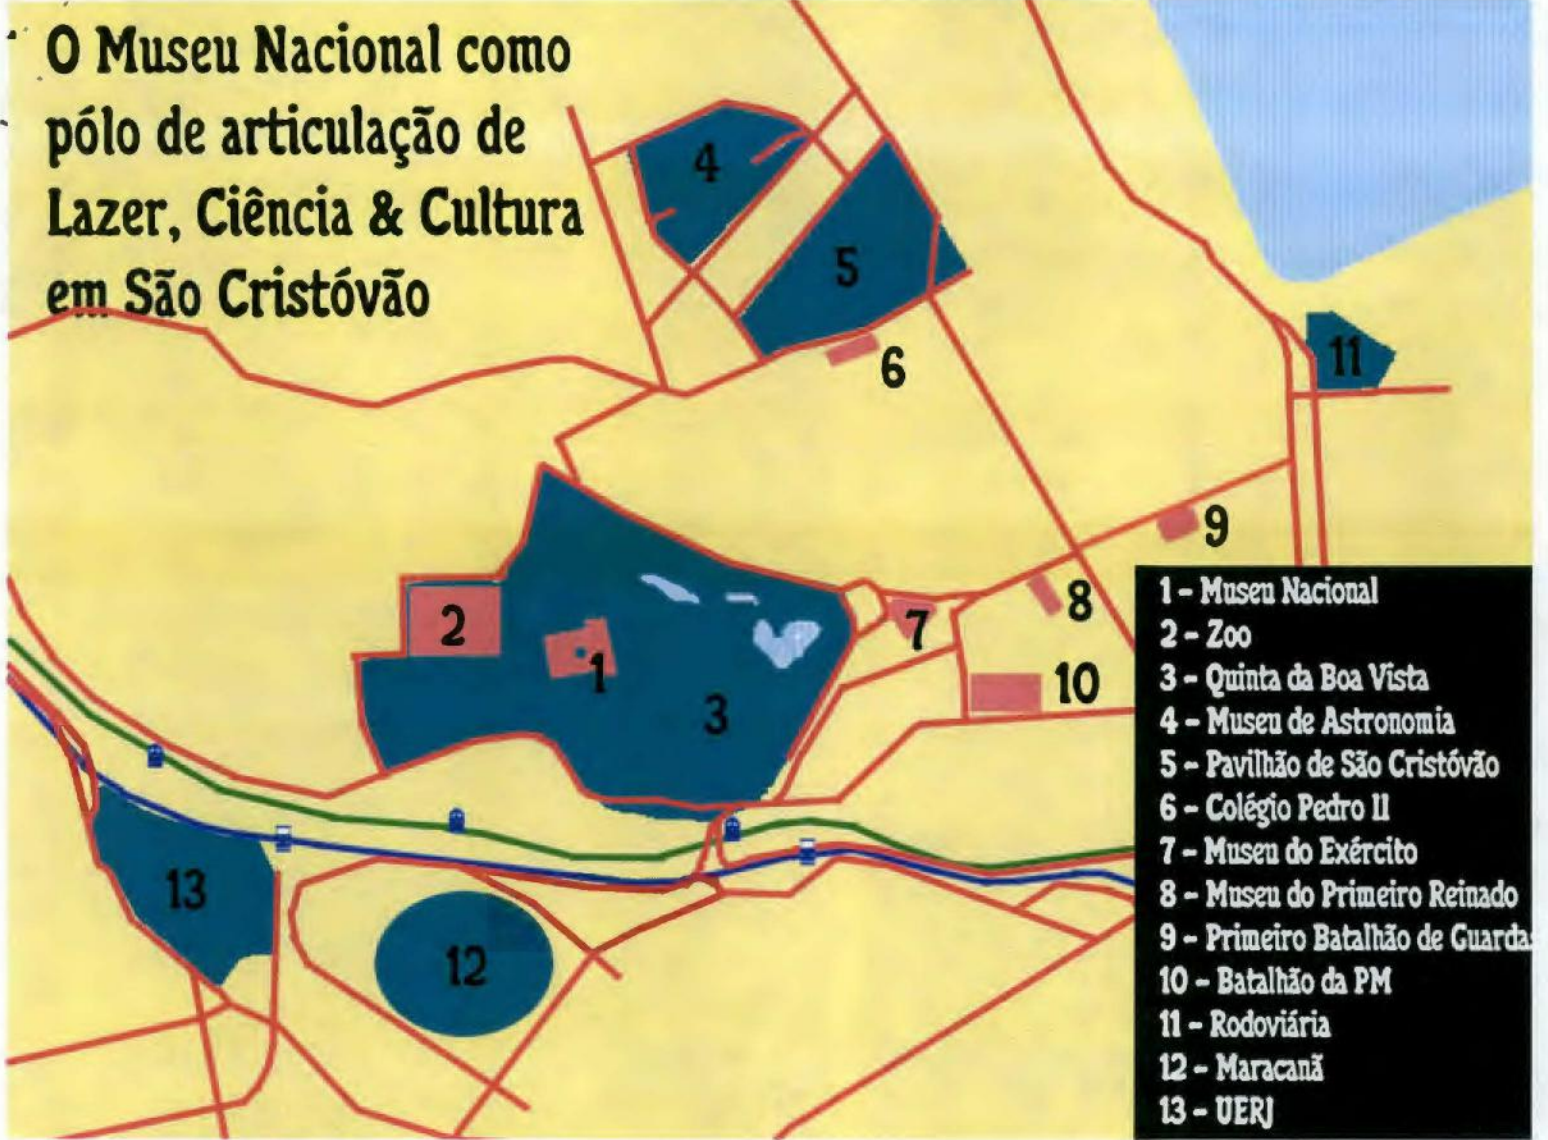 O Museu Nacional como
pólo de articulação de
Lazer, Ciência & Cultura
em São Cristóvão
4
5
6
11
9
2
1
3
7
8
10
13
12
1 - Museu Nacional
2 - Zoo
3 - Quinta da Boa Vista
4 - Museu de Astronomia
5 - Pavilhão de São Cristóvão
6 - Colégio Pedro II
7 - Museu do Exército
8 - Museu do Primeiro Reinado
9 - Primeiro Batalhão de Guarda
10 - Batalhão da PM
11 - Rodoviária
12 - Maracanã
13 - UERJ